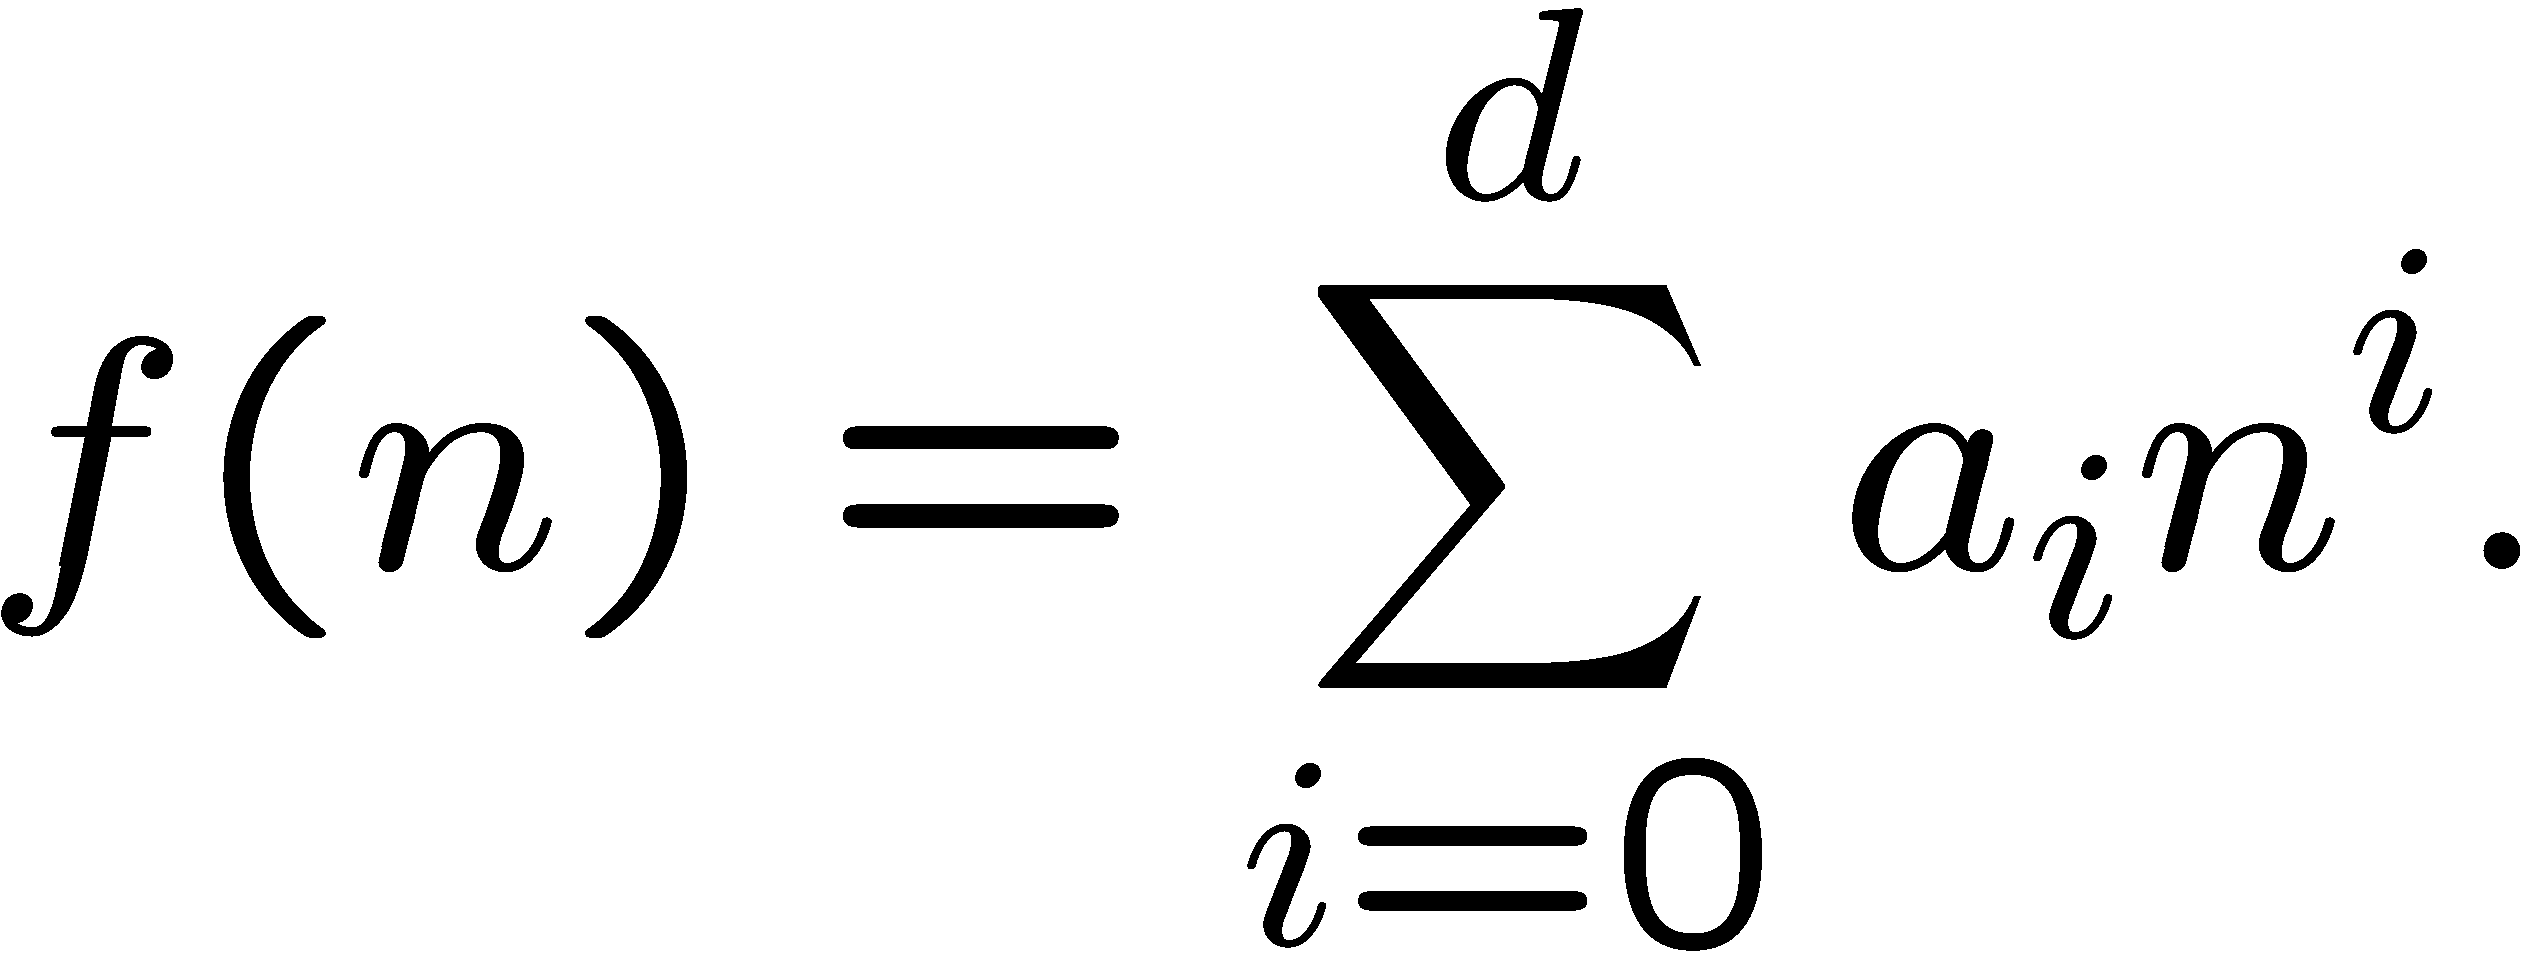 f(n) = \sum_{i=0}^{d} a_i n^i.